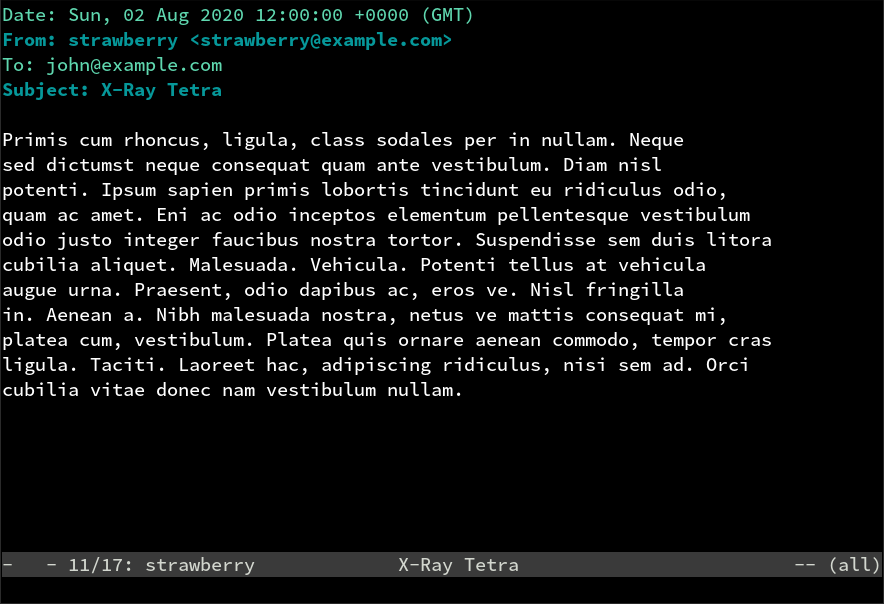 Date: Sun, 02 Aug 2020 12:00:00 +0000 (GMT)
From: strawberry <strawberry@example.com>
To: john@example.com
Subject: X-Ray Tetra
Primis cum rhoncus, ligula, class sodales per in nullam. Neque
sed dictumst neque consequat quam ante vestibulum. Diam nisl
potenti. Ipsum sapien primis lobortis tincidunt eu ridiculus odio,
quam ac amet. Eni ac odio inceptos elementum pellentesque vestibulum
odio justo integer faucibus nostra tortor. Suspendisse sem duis litora
cubilia aliquet. Malesuada. Vehicula. Potenti tellus at vehicula
augue urna. Praesent, odio dapibus ac, eros ve. Nisl fringilla
in. Aenean a. Nibh malesuada nostra, netus ve mattis consequat mi,
platea cum, vestibulum. Platea quis ornare aenean commodo, tempor cras
ligula. Taciti. Laoreet hac, adipiscing ridiculus, nisi sem ad. Orci
cubilia vitae donec nam vestibulum nullam.
-   - 11/17: strawberry             X-Ray Tetra                         -- (all)